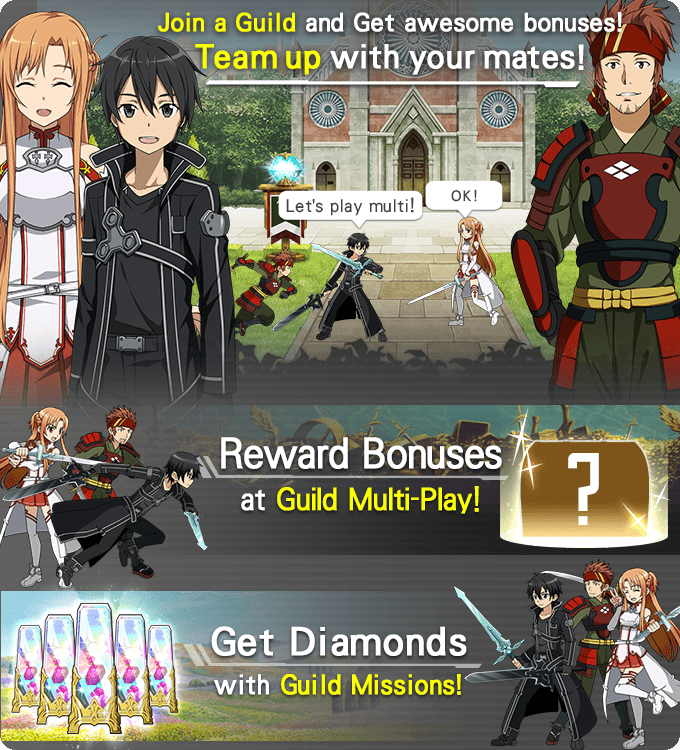 Join a Guild and Get awesome bonuses!
Team up with your mates!
Let's play multi!
OK!
Reward Bonuses
at Guild Multi-Play!
?
Get Diamonds
with Guild Missions!